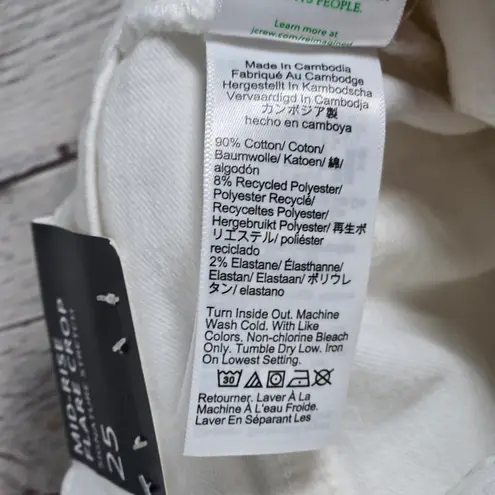 PEOPLE.
Learn more at
jcrew.com/reimagined
Made In Cambodia
Fabriqué Au Cambodge
Hergestellt In Kambodscha
Vervaardigd In Cambodja
カンボジア製
hecho en camboya
90% Cotton/ Coton/
Baumwolle/ Katoen/ 綿/
algodón
8% Recycled Polyester/
Polyester Recyclé/
Recyceltes Polyester/
Hergebruikt Polyester/ 再生ポ
リエステル/ poliéster
reciclado
2% Elastane/ Élasthanne/
Elastan/ Elastaan/ ポリウレ
タン/ elastano
Turn Inside Out. Machine
Wash Cold. With Like
Colors. Non-chlorine Bleach
Only. Tumble Dry Low. Iron
On Lowest Setting.
30
Retourner. Laver À La
Machine À L'eau Froide.
Laver En Séparant Les
MID-RISE
FLARE CROP
SIGNATURE STRETCH
25